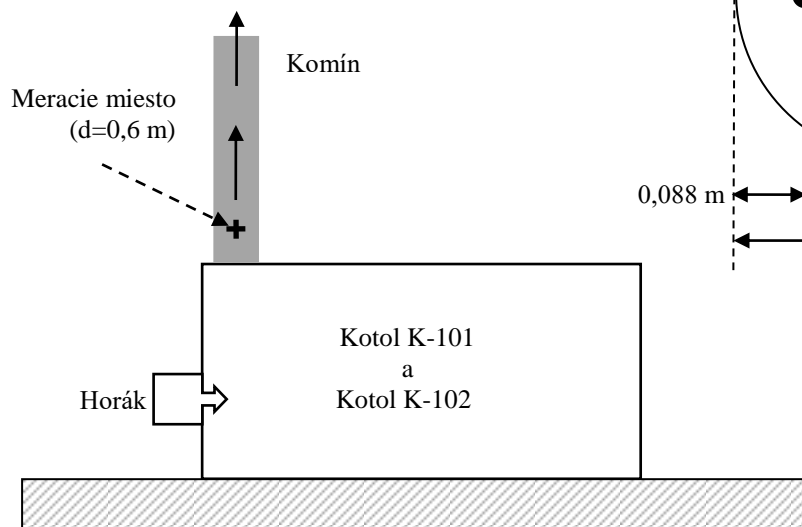 Komín
Meracie miesto
(d=0,6 m)
0,088 m
Kotol K-101
a
Kotol K-102
Horák